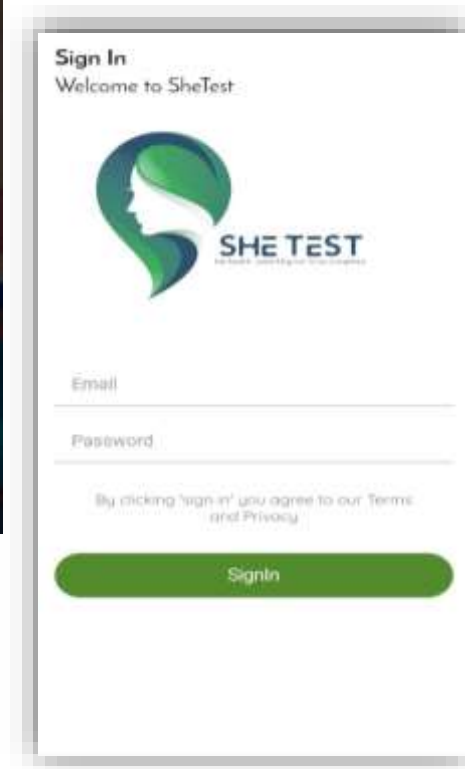 Sign In
Welcome to SheTest
SHE TEST
Email
Password
By clicking 'sign in' you agree to our Terms
and Privacy
SignIn